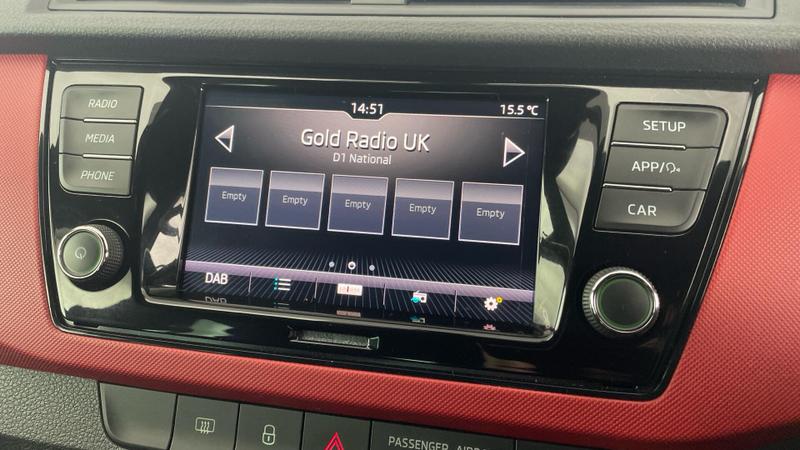 14:51 15.5 °C
RADIO
MEDIA
PHONE
Gold Radio UK
D1 National
Empty Empty Empty Empty Empty
DAB
SETUP
APP/
CAR
PASSENGER